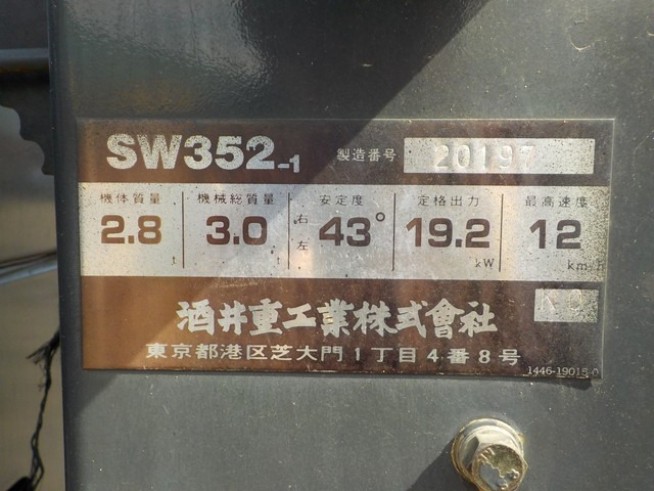 SW352-1 製造番号 20197
機体質量 機械総質量 安定度 定格出力 最高速度
2.8 t 3.0 t 右 左 43° 19.2 kW 12 km/h
酒井重工業株式會社
東京都港区芝大門1丁目4番8号
1446-19015-0